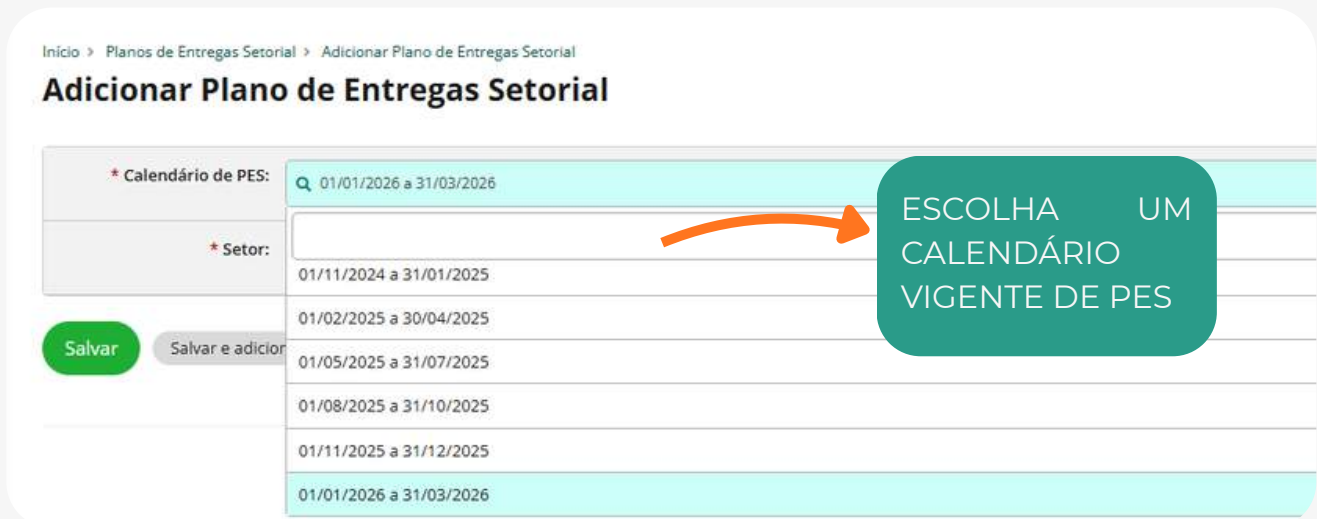 Início > Planos de Entregas Setorial > Adicionar Plano de Entregas Setorial
Adicionar Plano de Entregas Setorial
* Calendário de PES:
01/01/2026 a 31/03/2026
ESCOLHA UM
CALENDÁRIO
VIGENTE DE PES
* Setor:
01/11/2024 a 31/01/2025
01/02/2025 a 30/04/2025
Salvar
Salvar e adicior
01/05/2025 a 31/07/2025
01/08/2025 a 31/10/2025
01/11/2025 a 31/12/2025
01/01/2026 a 31/03/2026